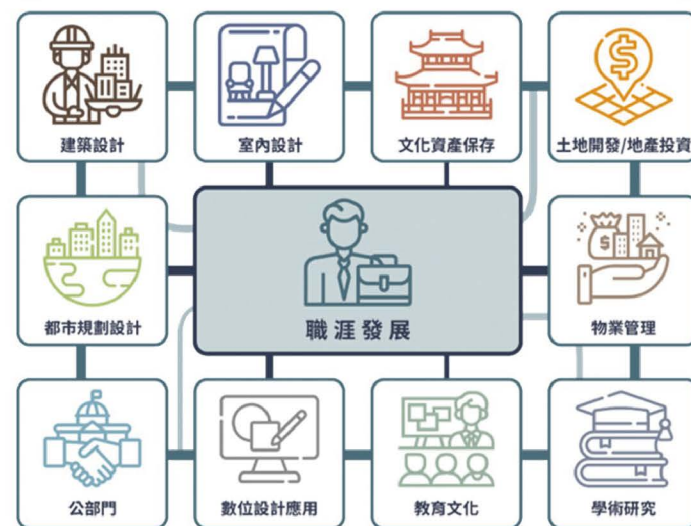 建築設計
室內設計
文化資產保存
土地開發/地產投資
都市規劃設計
職涯發展
物業管理
公部門
數位設計應用
教育文化
學術研究